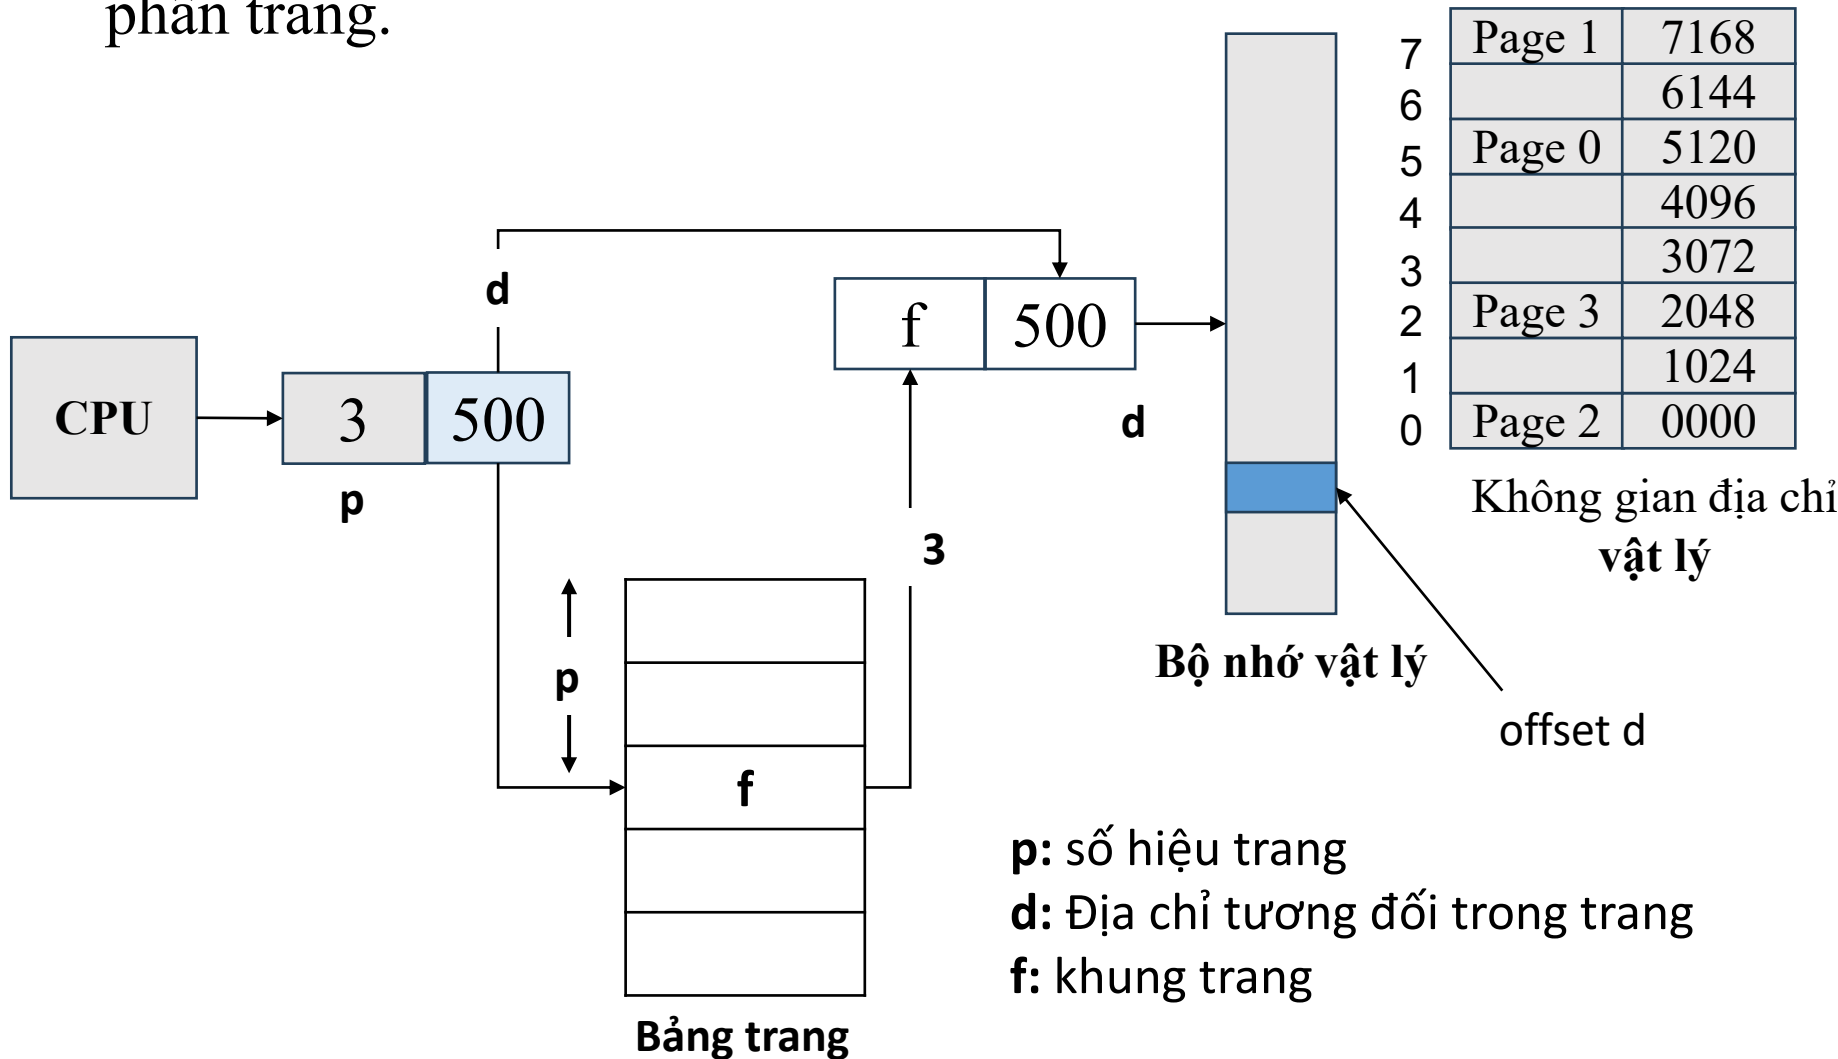 phân trang.
7 Page 1 7168
6 6144
5 Page 0 5120
4 4096
3 3072
2 Page 3 2048
1 1024
0 Page 2 0000
Không gian địa chỉ
vật lý
d
f 500
d
CPU
3 500
p
3
p
f
Bảng trang
Bộ nhớ vật lý
offset d
p: số hiệu trang
d: Địa chỉ tương đối trong trang
f: khung trang